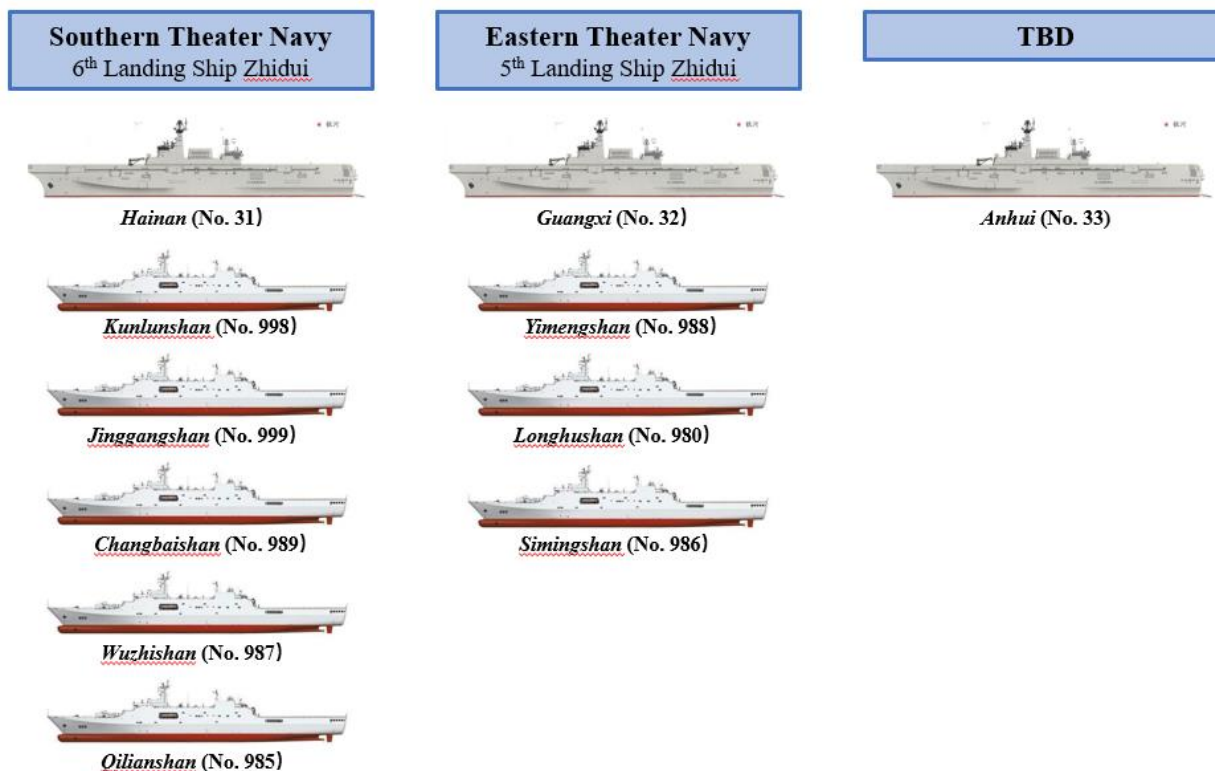 Southern Theater Navy
6th Landing Ship Zhidui
Hainan (No. 31)
Kunlunshan (No. 998)
Jinggangshan (No. 999)
Changbaishan (No. 989)
Wuzhishan (No. 987)
Qilianshan (No. 985)
Eastern Theater Navy
5th Landing Ship Zhidui
Guangxi (No. 32)
Yimengshan (No. 988)
Longhushan (No. 980)
Simingshan (No. 986)
TBD
Anhui (No. 33)